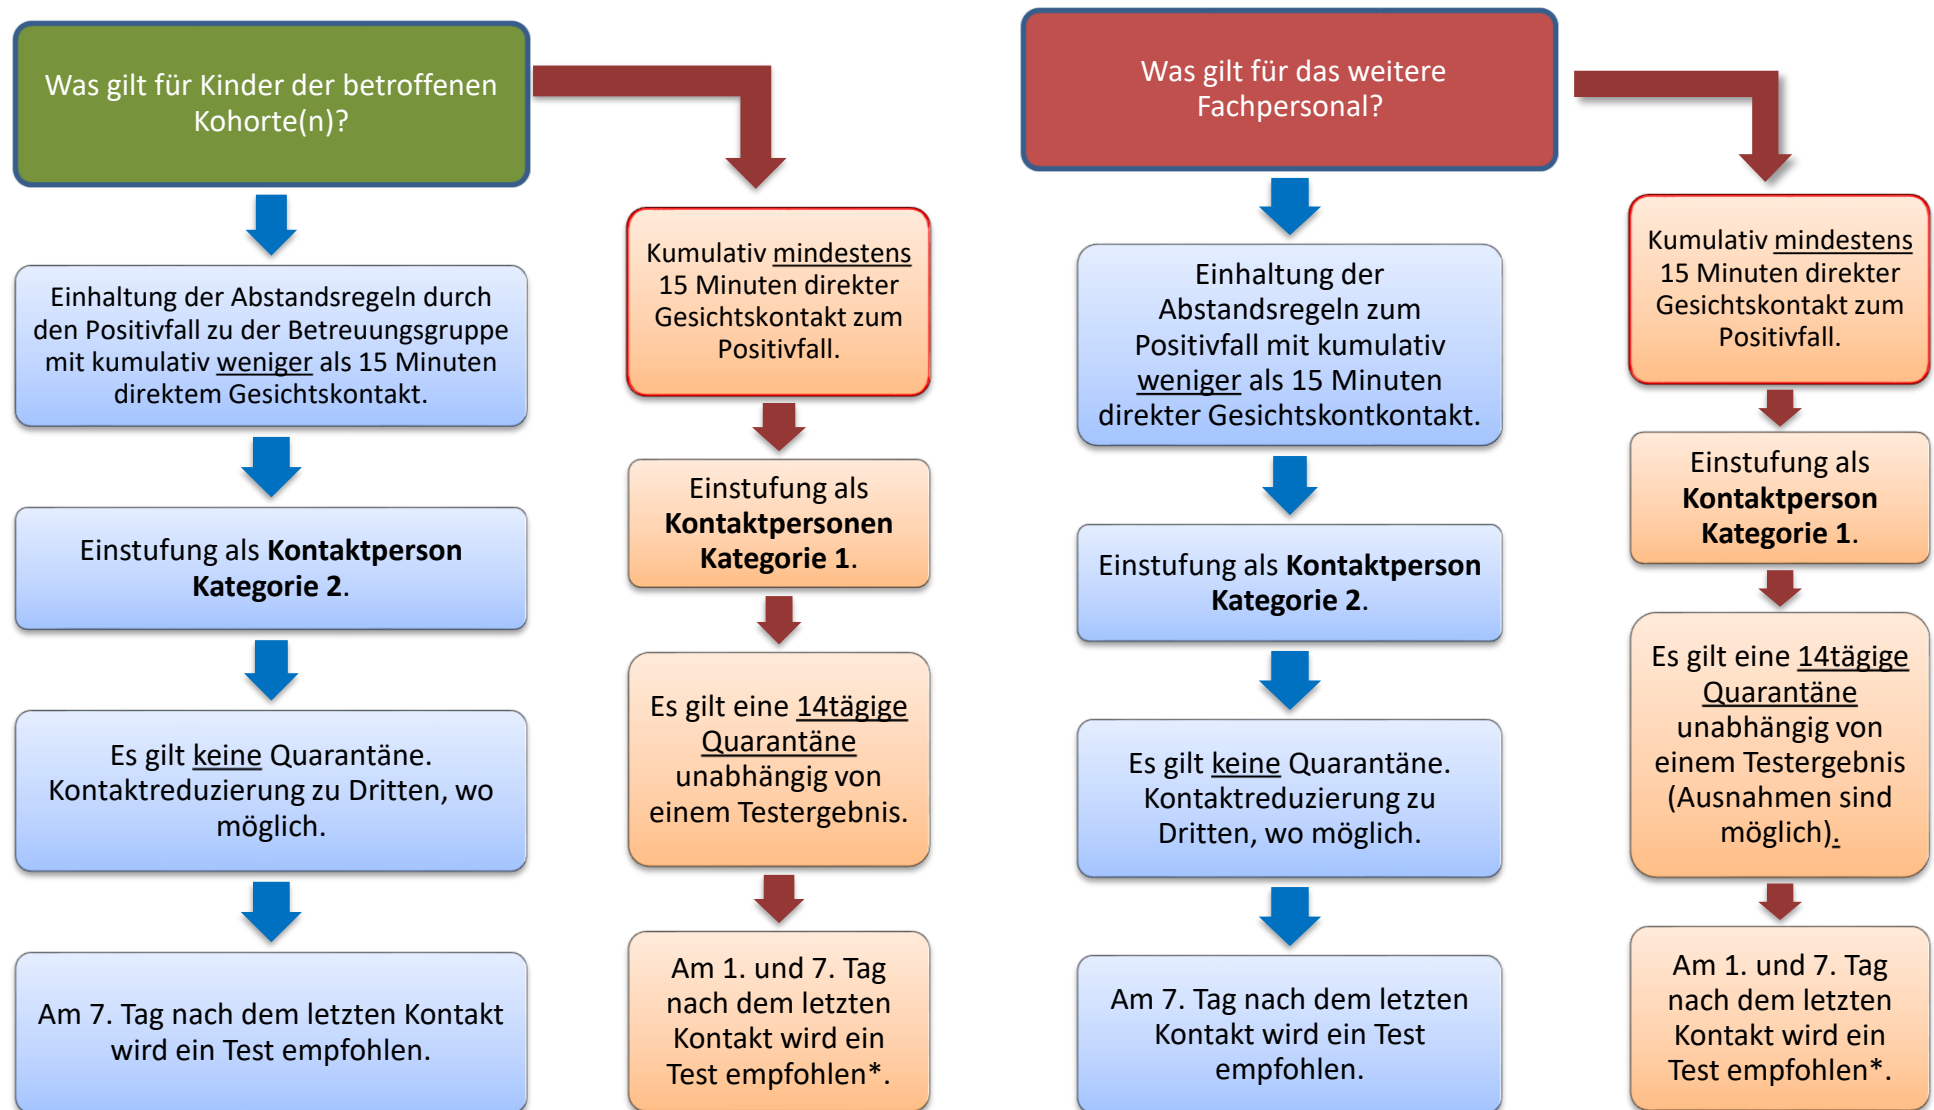 Was gilt für Kinder der betroffenen
Kohorte(n)?
Einhaltung der Abstandsregeln durch
den Positivfall zu der Betreuungsgruppe
mit kumulativ weniger als 15 Minuten
direktem Gesichtskontakt.
Einstufung als Kontaktperson
Kategorie 2.
Es gilt keine Quarantäne.
Kontaktreduzierung zu Dritten, wo
möglich.
Am 7. Tag nach dem letzten Kontakt
wird ein Test empfohlen.
Kumulativ mindestens
15 Minuten direkter
Gesichtskontakt zum
Positivfall.
Einstufung als
Kontaktpersonen
Kategorie 1.
Es gilt eine 14tägige
Quarantäne
unabhängig von
einem Testergebnis.
Am 1. und 7. Tag
nach dem letzten
Kontakt wird ein
Test empfohlen*.
Was gilt für das weitere
Fachpersonal?
Einhaltung der
Abstandsregeln zum
Positivfall mit kumulativ
weniger als 15 Minuten
direkter Gesichtskontkontakt.
Einstufung als Kontaktperson
Kategorie 2.
Es gilt keine Quarantäne.
Kontaktreduzierung zu
Dritten, wo möglich.
Am 7. Tag nach dem letzten
Kontakt wird ein Test
empfohlen.
Kumulativ mindestens
15 Minuten direkter
Gesichtskontakt zum
Positivfall.
Einstufung als
Kontaktperson
Kategorie 1.
Es gilt eine 14tägige
Quarantäne
unabhängig von
einem Testergebnis
(Ausnahmen sind
möglich).
Am 1. und 7. Tag
nach dem letzten
Kontakt wird ein
Test empfohlen*.